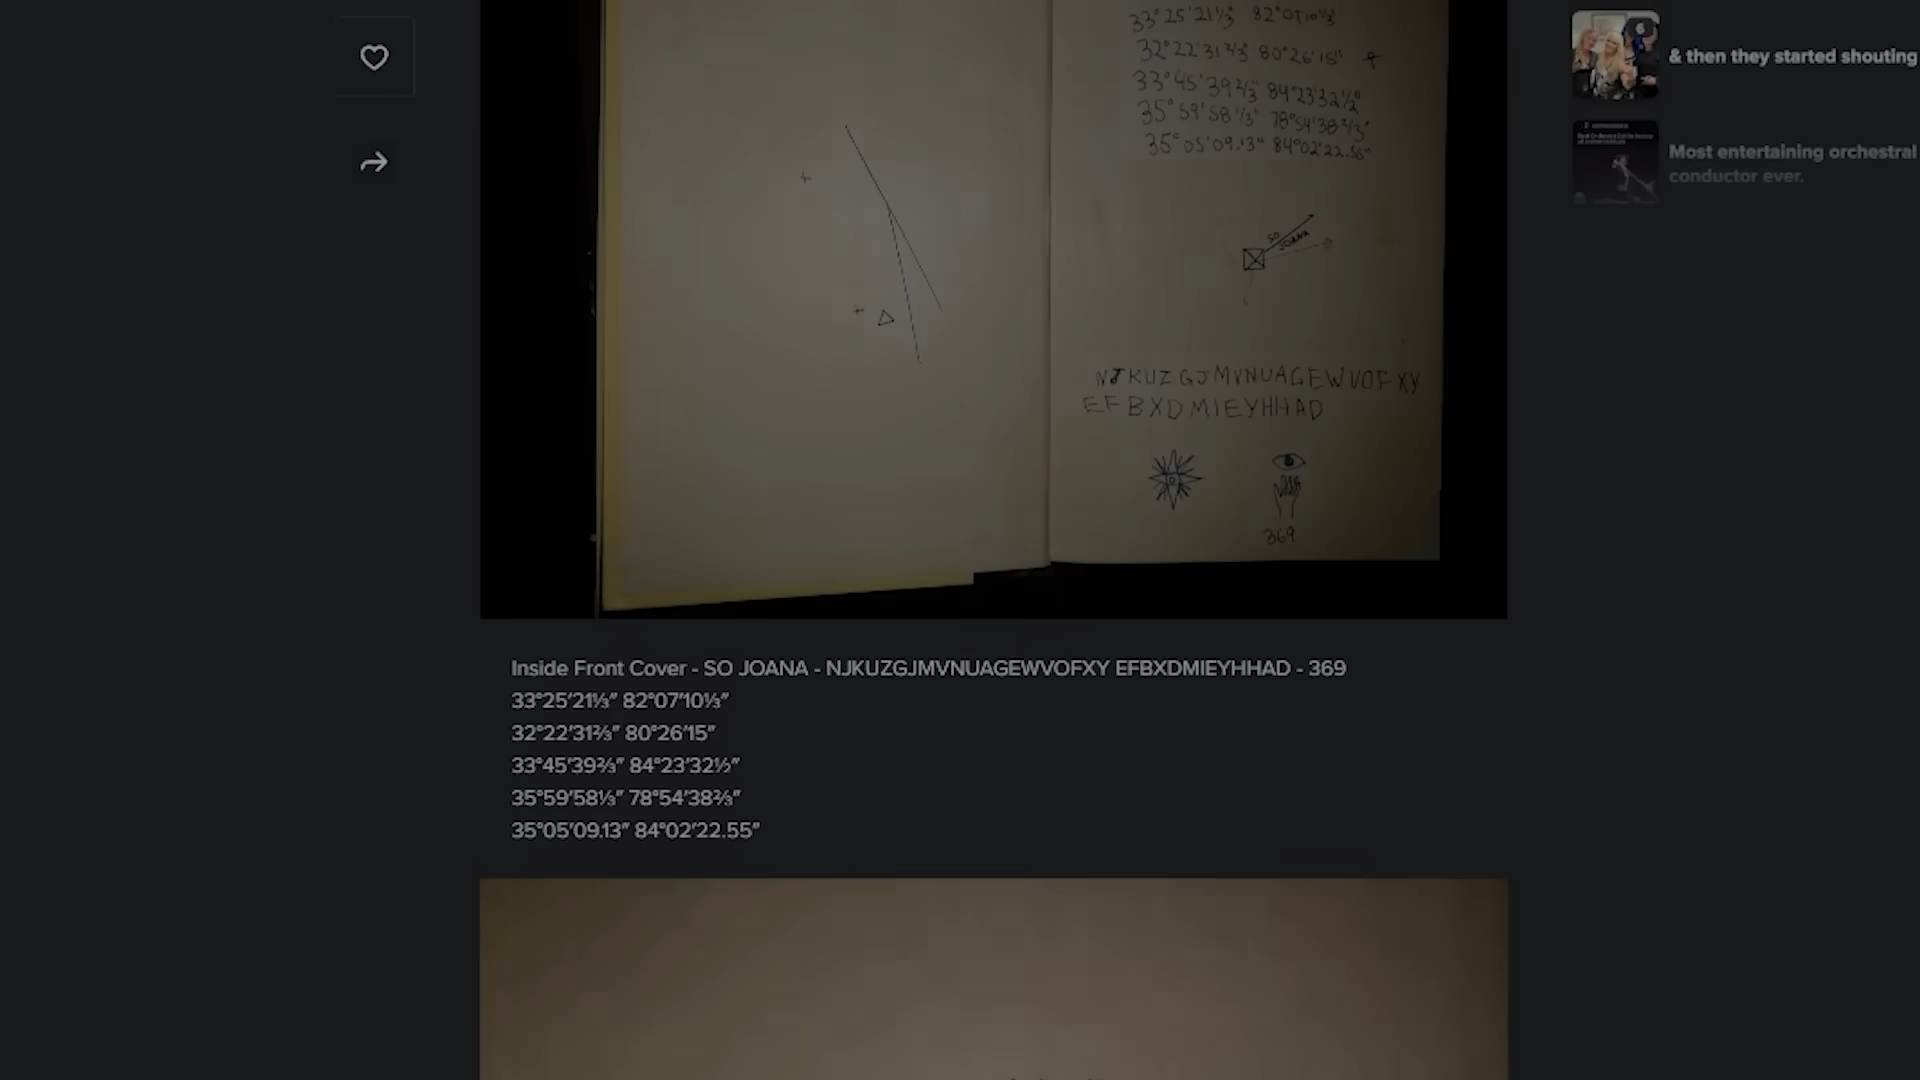 33°25'21⅓" 82°07'10⅓"
32°22'31⅔" 80°26'15"
33°45'39⅔" 84°23'32½"
35°59'58⅓" 78°54'38⅔"
35°05'09.13" 84°02'22.55"
SO
JOANA
NJKUZGJMVNUAGEWVOFXY
EFBXDMIEYHHAD
369
Inside Front Cover - SO JOANA - NJKUZGJMVNUAGEWVOFXY EFBXDMIEYHHAD - 369
33°25'21⅓" 82°07'10⅓"
32°22'31⅔" 80°26'15"
33°45'39⅔" 84°23'32½"
35°59'58⅓" 78°54'38⅔"
35°05'09.13" 84°02'22.55"
6
& then they started shouting
Most entertaining orchestral
conductor ever.